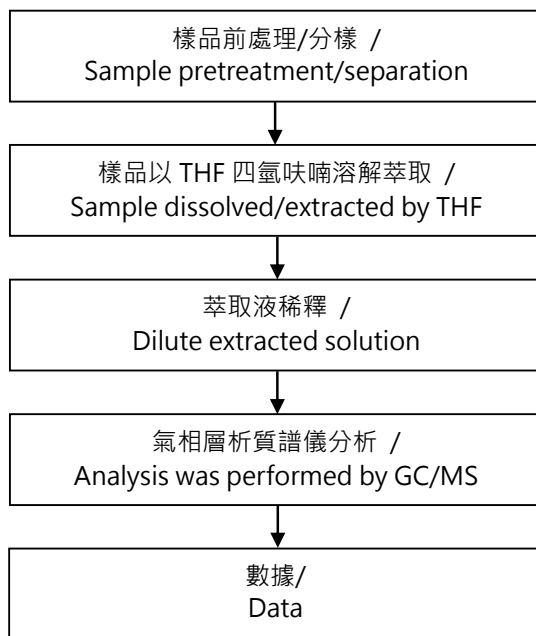 樣品前處理/分樣 /
Sample pretreatment/separation
樣品以 THF 四氫呋喃溶解萃取 /
Sample dissolved/extracted by THF
萃取液稀釋 /
Dilute extracted solution
氣相層析質譜儀分析 /
Analysis was performed by GC/MS
數據/
Data